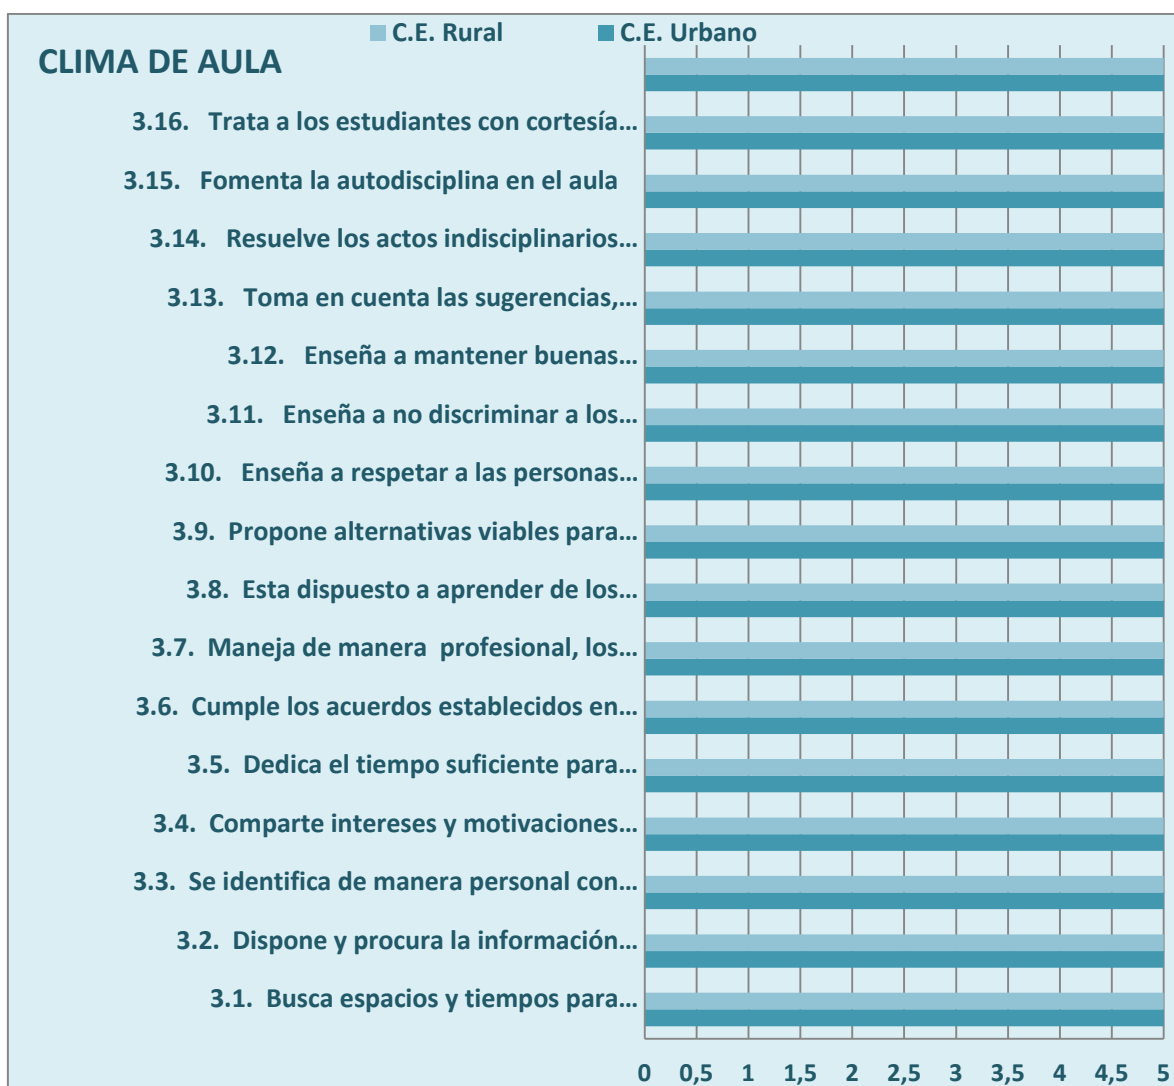 C.E. Rural C.E. Urbano
CLIMA DE AULA
3.16. Trata a los estudiantes con cortesía…
3.15. Fomenta la autodisciplina en el aula
3.14. Resuelve los actos indisciplinarios…
3.13. Toma en cuenta las sugerencias,…
3.12. Enseña a mantener buenas…
3.11. Enseña a no discriminar a los…
3.10. Enseña a respetar a las personas…
3.9. Propone alternativas viables para…
3.8. Esta dispuesto a aprender de los…
3.7. Maneja de manera profesional, los…
3.6. Cumple los acuerdos establecidos en…
3.5. Dedica el tiempo suficiente para…
3.4. Comparte intereses y motivaciones…
3.3. Se identifica de manera personal con…
3.2. Dispone y procura la información…
3.1. Busca espacios y tiempos para…
0 0,5 1 1,5 2 2,5 3 3,5 4 4,5 5